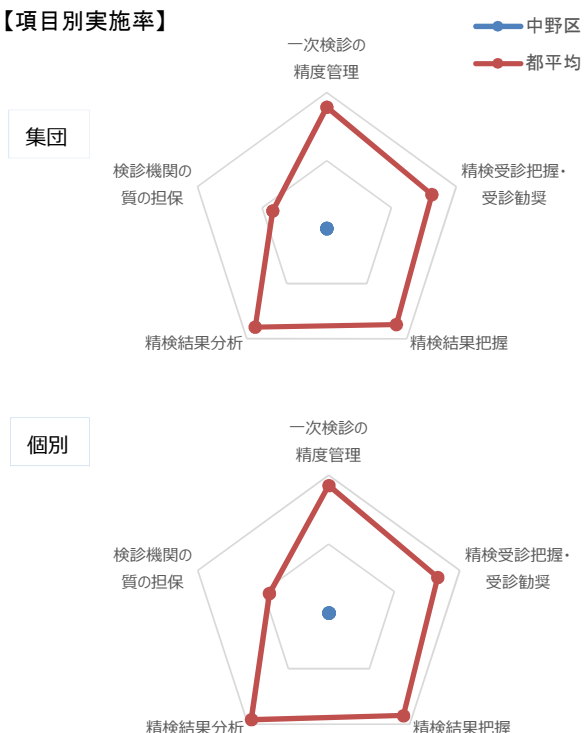 【項目別実施率】
中野区
都平均
集団
一次検診の
精度管理
精検受診把握・
受診勧奨
精検結果把握
精検結果分析
検診機関の
質の担保
個別
一次検診の
精度管理
精検受診把握・
受診勧奨
精検結果把握
精検結果分析
検診機関の
質の担保